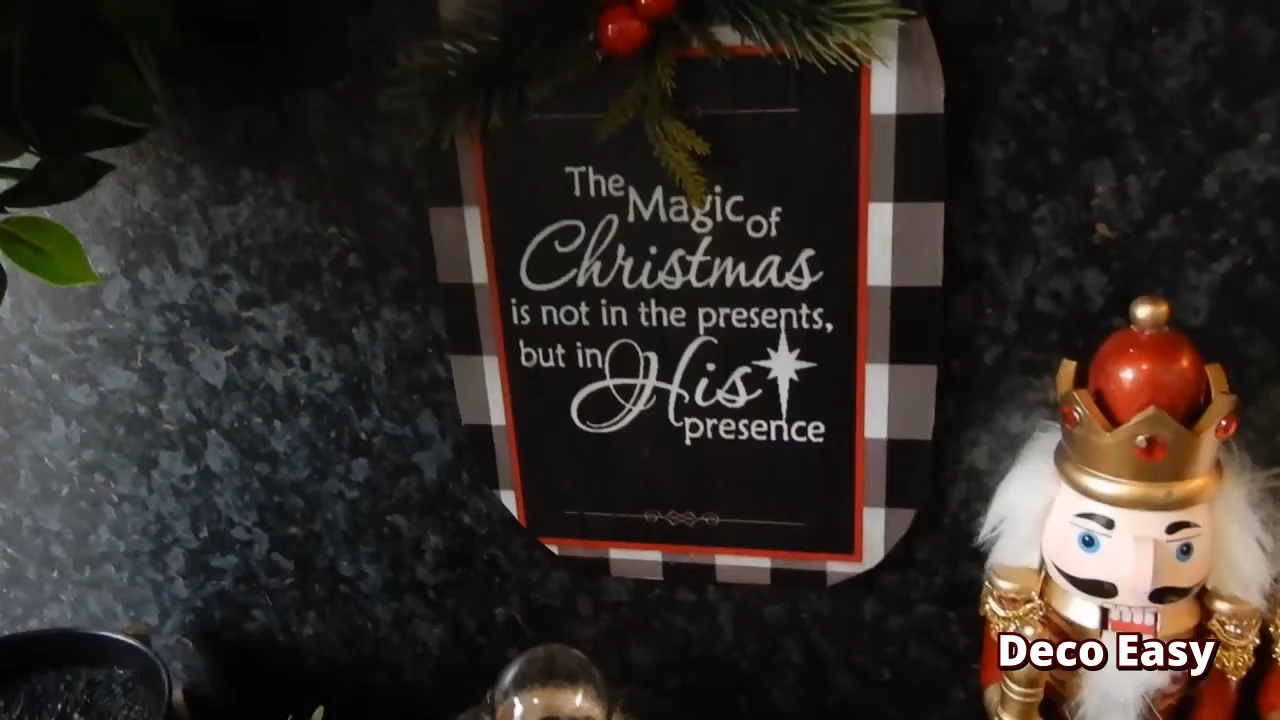 The Magic of
Christmas
is not in the presents,
but in His
presence
Deco Easy